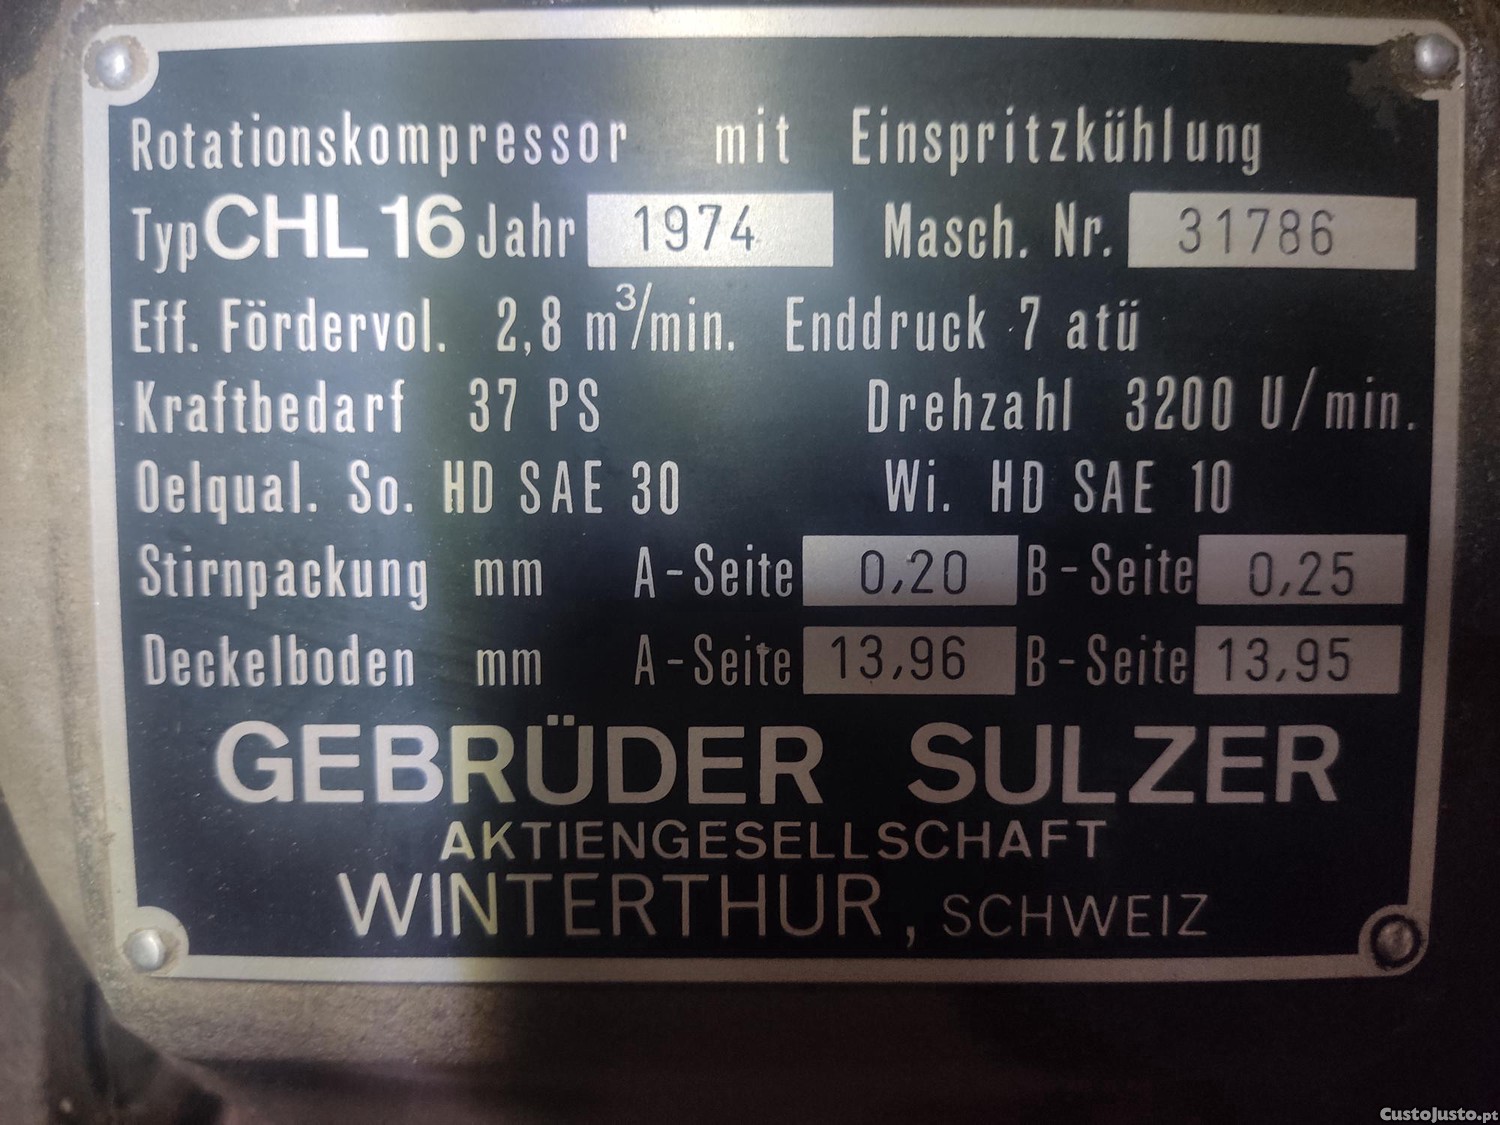 Rotationskompressor mit Einspritzkühlung
Typ CHL 16 Jahr 1974 Masch. Nr. 31786
Eff. Fördervol. 2,8 m³/min. Enddruck 7 atü
Kraftbedarf 37 PS Drehzahl 3200 U/min.
Oelqual. So. HD SAE 30 Wi. HD SAE 10
Stirnpackung mm A-Seite 0,20 B-Seite 0,25
Deckelboden mm A-Seite 13,96 B-Seite 13,95
GEBRÜDER SULZER
AKTIENGESELLSCHAFT
WINTERTHUR, SCHWEIZ
CustoJusto.pt